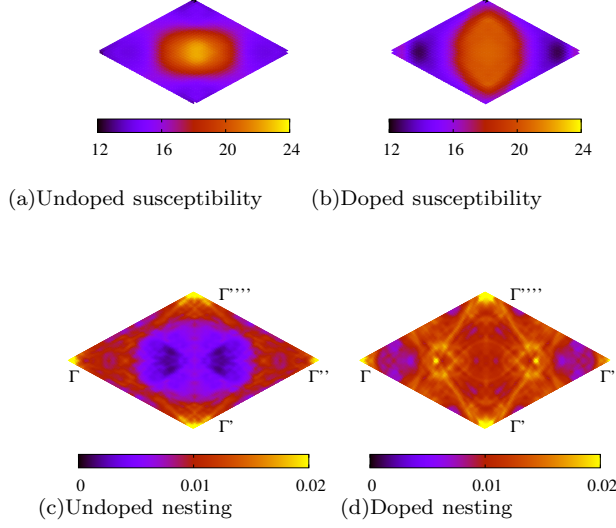 12 16 20 24 12 16 20 24
(a)Undoped susceptibility (b)Doped susceptibility
Γ'''' Γ''''
Γ Γ'' Γ Γ'
Γ' Γ'
0 0.01 0.02 0 0.01 0.02
(c)Undoped nesting (d)Doped nesting